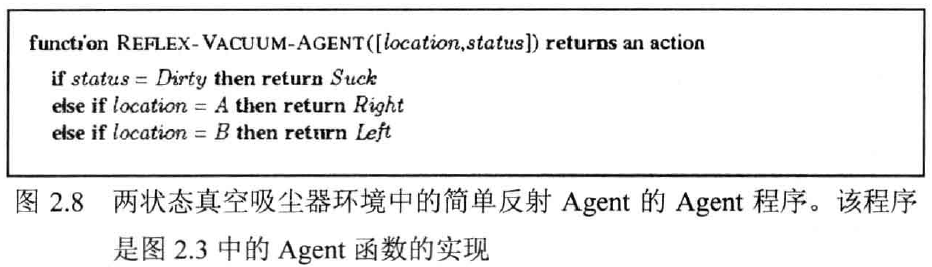 function REFLEX-VACUUM-AGENT([location,status]) returns an action
if status = Dirty then return Suck
else if location = A then return Right
else if location = B then return Left
图 2.8 两状态真空吸尘器环境中的简单反射 Agent 的 Agent 程序。该程序
是图 2.3 中的 Agent 函数的实现